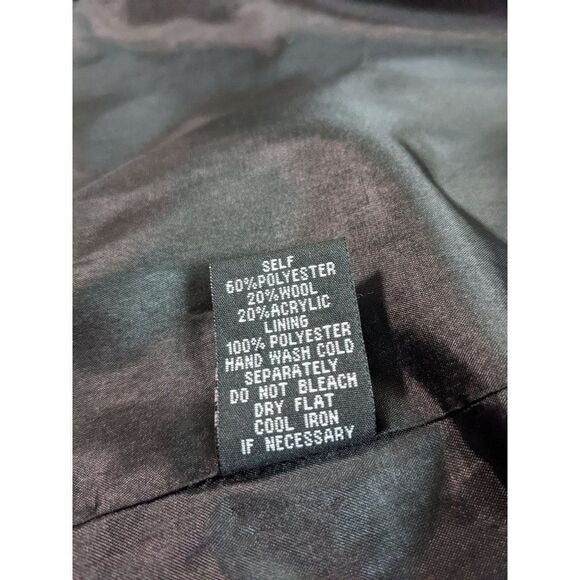 SELF
60%POLYESTER
20%WOOL
20%ACRYLIC
LINING
100% POLYESTER
HAND WASH COLD
SEPARATELY
DO NOT BLEACH
DRY FLAT
COOL IRON
IF NECESSARY